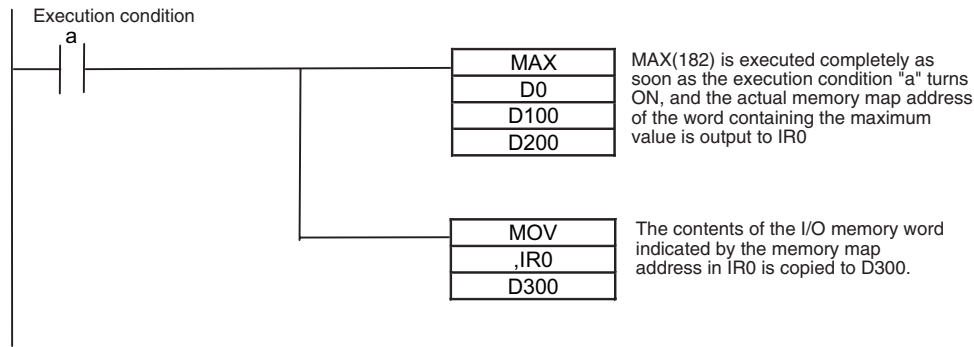 Execution condition
a
MAX
D0
D100
D200
MAX(182) is executed completely as
soon as the execution condition "a" turns
ON, and the actual memory map address
of the word containing the maximum
value is output to IR0
MOV
,IR0
D300
The contents of the I/O memory word
indicated by the memory map
address in IR0 is copied to D300.